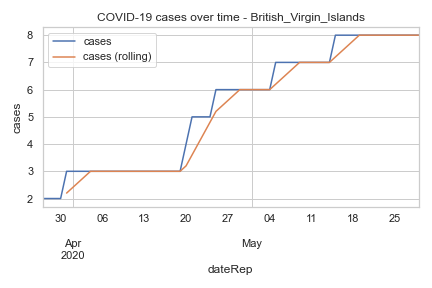 COVID-19 cases over time - British_Virgin_Islands
cases
cases (rolling)
8
7
6
5
4
3
2
cases
30 06 13 20 27 04 11 18 25
Apr May
2020
dateRep